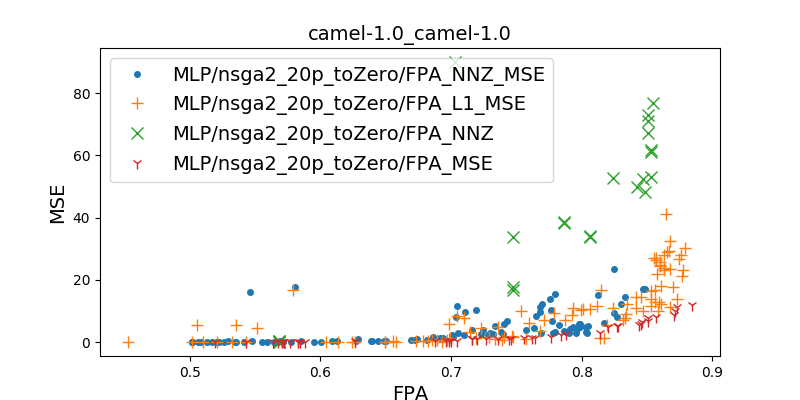 camel-1.0_camel-1.0
MLP/nsga2_20p_toZero/FPA_NNZ_MSE
MLP/nsga2_20p_toZero/FPA_L1_MSE
MLP/nsga2_20p_toZero/FPA_NNZ
MLP/nsga2_20p_toZero/FPA_MSE
MSE
80
60
40
20
0
0.5 0.6 0.7 0.8 0.9
FPA